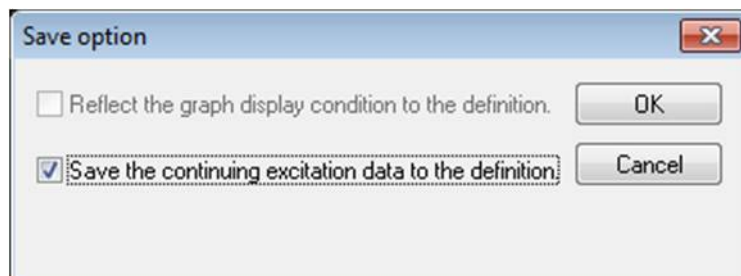 Save option
Reflect the graph display condition to the definition.
OK
Save the continuing excitation data to the definition.
Cancel